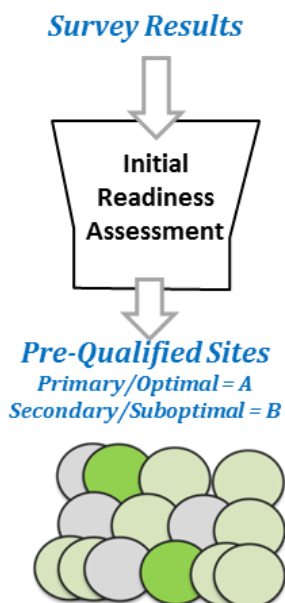 Survey Results
Initial
Readiness
Assessment
Pre-Qualified Sites
Primary/Optimal = A
Secondary/Suboptimal = B